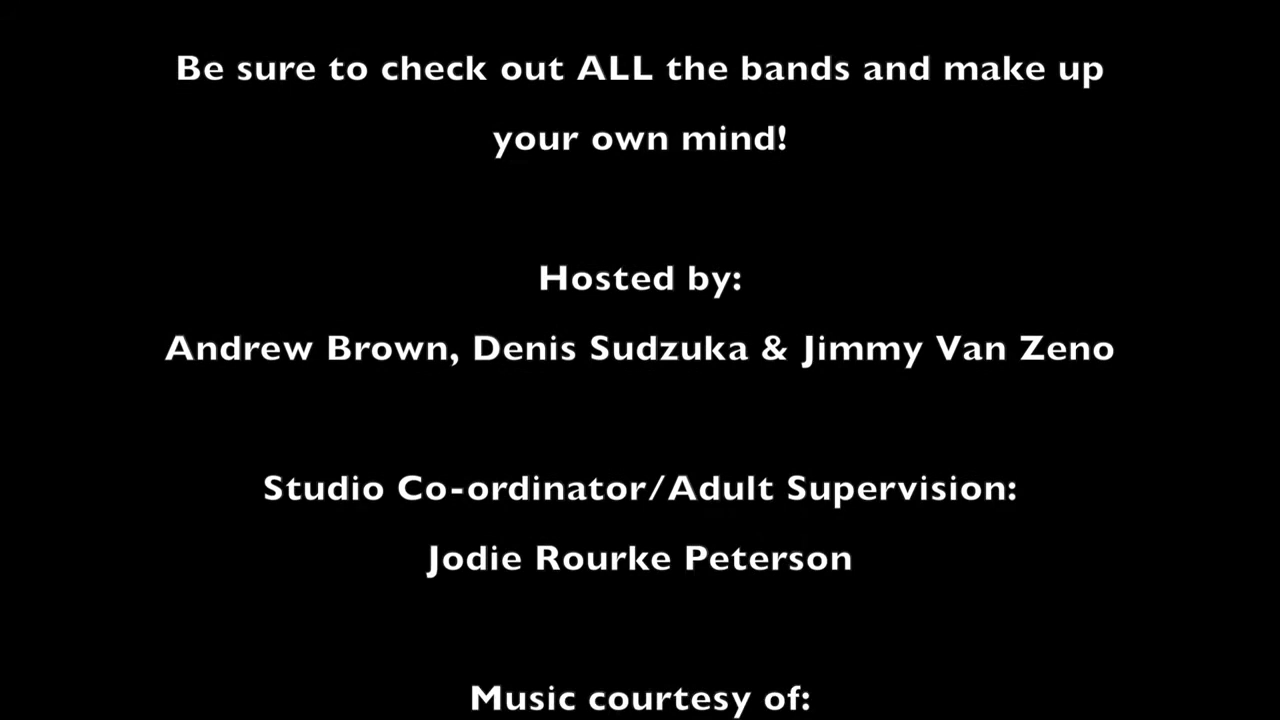 Be sure to check out ALL the bands and make up
your own mind!
Hosted by:
Andrew Brown, Denis Sudzuka & Jimmy Van Zeno
Studio Co-ordinator/Adult Supervision:
Jodie Rourke Peterson
Music courtesy of: